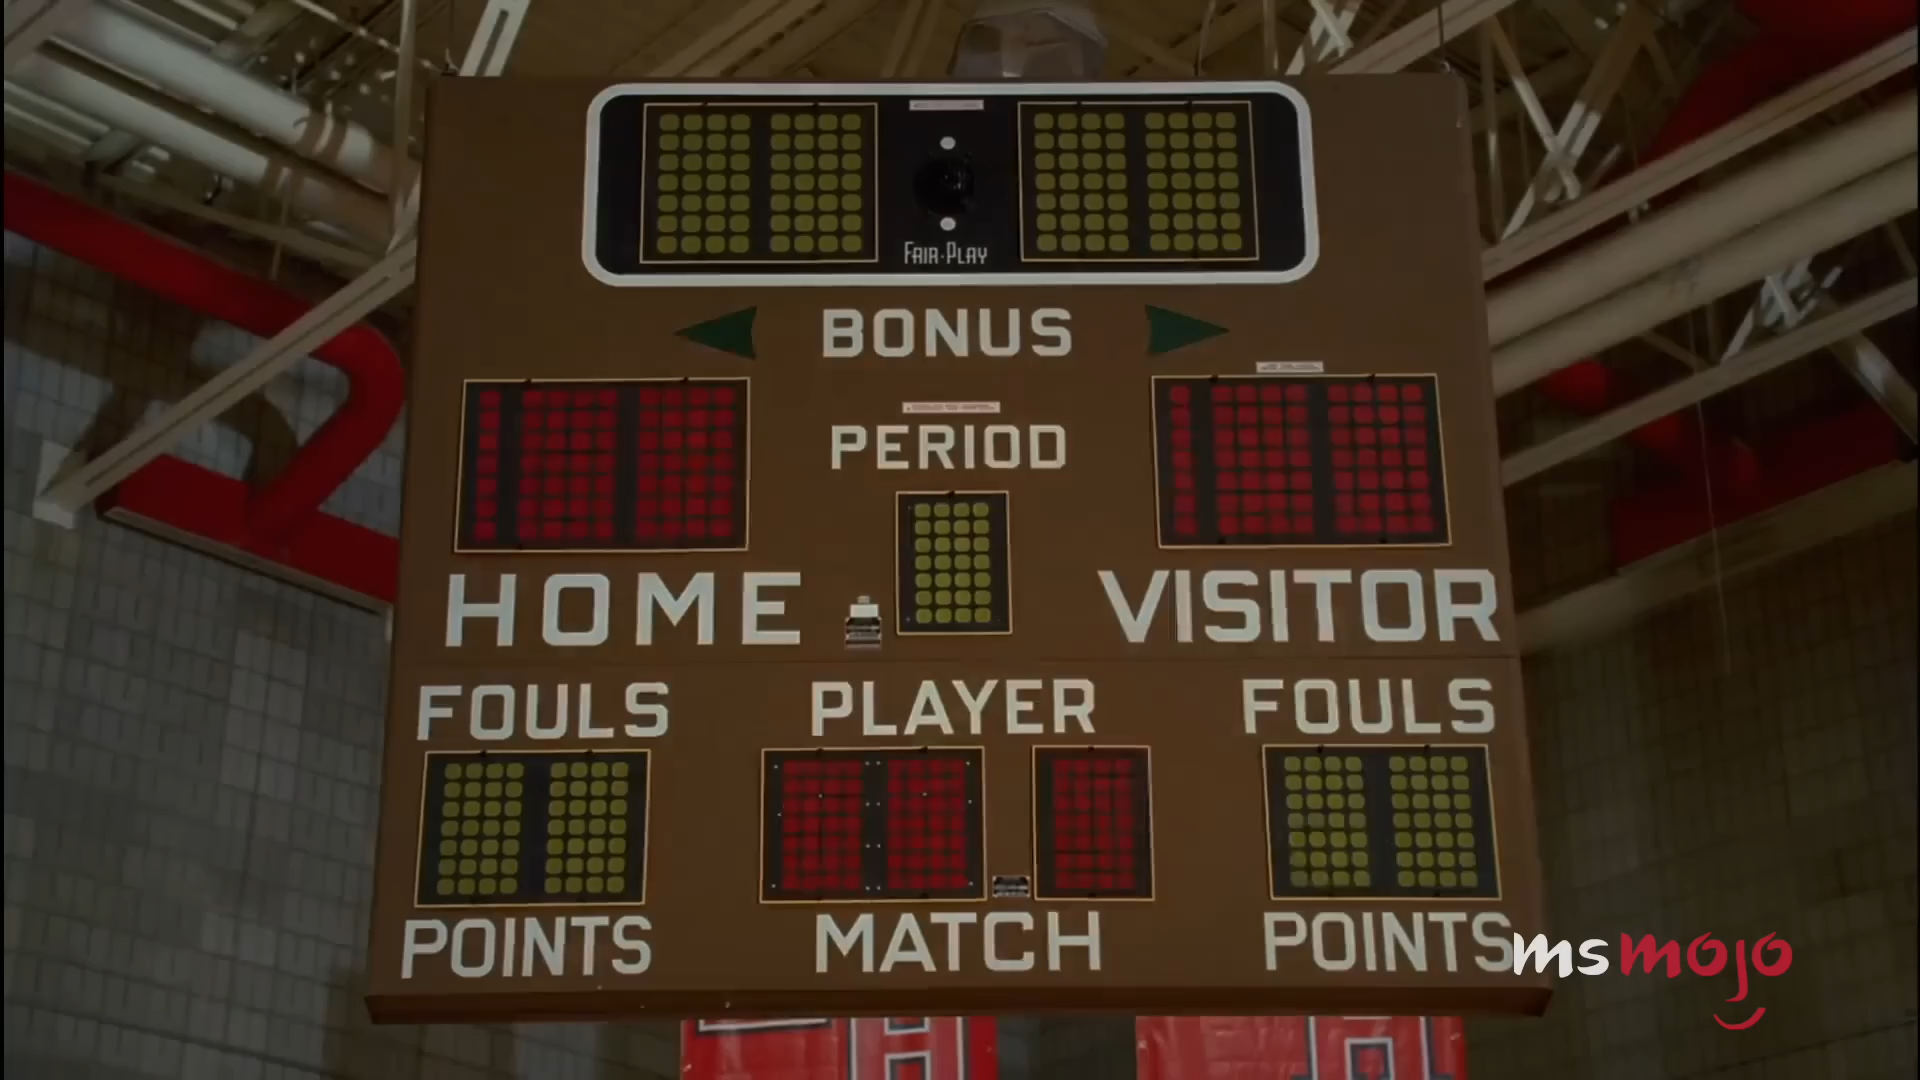 FAIR-PLAY
BONUS
PERIOD
HOME
VISITOR
FOULS
PLAYER
FOULS
POINTS
MATCH
POINTS
msmojo